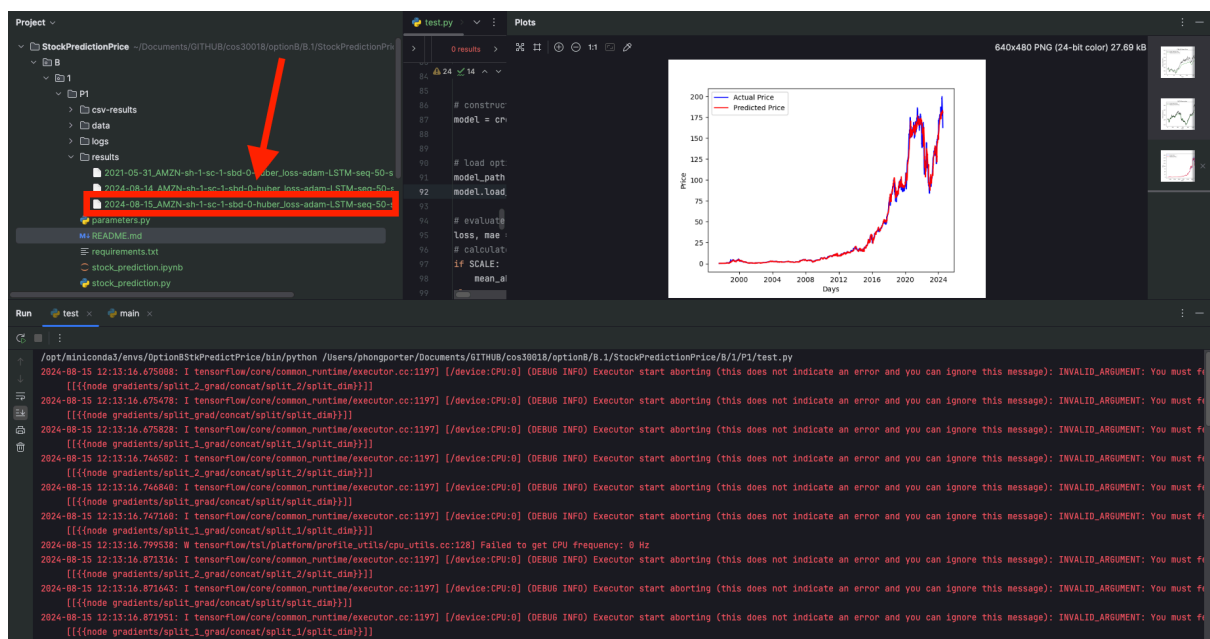 Project
StockPredictionPrice ~/Documents/GITHUB/cos30018/optionB/B.1/StockPredictionPri
B
1
P1
csv-results
data
logs
results
2021-05-31_AMZN-sh-1-sc-1-sbd-0-huber_loss-adam-LSTM-seq-50-s
2024-08-14_AMZN-sh-1-sc-1-sbd-0-huber_loss-adam-LSTM-seq-50-s
2024-08-15_AMZN-sh-1-sc-1-sbd-0-huber_loss-adam-LSTM-seq-50-s
parameters.py
M↓ README.md
requirements.txt
stock_prediction.ipynb
stock_prediction.py
test.py
0 results
24 14
84
85
86 # construc
87 model = cr
88
89
90 # load opt
91 model_path
92 model.load_
93
94 # evaluate
95 loss, mae =
96 # calculat
97 if SCALE:
98 mean_al
99
Plots
1:1
640x480 PNG (24-bit color) 27.69 kB
Actual Price
Predicted Price
200
175
150
125
100
75
50
25
0
Price
2000 2004 2008 2012 2016 2020 2024
Days
Run test main
/opt/miniconda3/envs/OptionBStkPredictPrice/bin/python /Users/phongporter/Documents/GITHUB/cos30018/optionB/B.1/StockPredictionPrice/B/1/P1/test.py
2024-08-15 12:13:16.675008: I tensorflow/core/common_runtime/executor.cc:1197] [/device:CPU:0] (DEBUG INFO) Executor start aborting (this does not indicate an error and you can ignore this message): INVALID_ARGUMENT: You must fe
[[{{node gradients/split_2_grad/concat/split_2/split_dim}}]]
2024-08-15 12:13:16.675478: I tensorflow/core/common_runtime/executor.cc:1197] [/device:CPU:0] (DEBUG INFO) Executor start aborting (this does not indicate an error and you can ignore this message): INVALID_ARGUMENT: You must fe
[[{{node gradients/split_grad/concat/split/split_dim}}]]
2024-08-15 12:13:16.675828: I tensorflow/core/common_runtime/executor.cc:1197] [/device:CPU:0] (DEBUG INFO) Executor start aborting (this does not indicate an error and you can ignore this message): INVALID_ARGUMENT: You must fe
[[{{node gradients/split_1_grad/concat/split_1/split_dim}}]]
2024-08-15 12:13:16.746502: I tensorflow/core/common_runtime/executor.cc:1197] [/device:CPU:0] (DEBUG INFO) Executor start aborting (this does not indicate an error and you can ignore this message): INVALID_ARGUMENT: You must fe
[[{{node gradients/split_2_grad/concat/split_2/split_dim}}]]
2024-08-15 12:13:16.746840: I tensorflow/core/common_runtime/executor.cc:1197] [/device:CPU:0] (DEBUG INFO) Executor start aborting (this does not indicate an error and you can ignore this message): INVALID_ARGUMENT: You must fe
[[{{node gradients/split_grad/concat/split/split_dim}}]]
2024-08-15 12:13:16.747160: I tensorflow/core/common_runtime/executor.cc:1197] [/device:CPU:0] (DEBUG INFO) Executor start aborting (this does not indicate an error and you can ignore this message): INVALID_ARGUMENT: You must fe
[[{{node gradients/split_1_grad/concat/split_1/split_dim}}]]
2024-08-15 12:13:16.799538: W tensorflow/tsl/platform/profile_utils/cpu_utils.cc:128] Failed to get CPU frequency: 0 Hz
2024-08-15 12:13:16.871316: I tensorflow/core/common_runtime/executor.cc:1197] [/device:CPU:0] (DEBUG INFO) Executor start aborting (this does not indicate an error and you can ignore this message): INVALID_ARGUMENT: You must fe
[[{{node gradients/split_2_grad/concat/split_2/split_dim}}]]
2024-08-15 12:13:16.871643: I tensorflow/core/common_runtime/executor.cc:1197] [/device:CPU:0] (DEBUG INFO) Executor start aborting (this does not indicate an error and you can ignore this message): INVALID_ARGUMENT: You must fe
[[{{node gradients/split_grad/concat/split/split_dim}}]]
2024-08-15 12:13:16.871951: I tensorflow/core/common_runtime/executor.cc:1197] [/device:CPU:0] (DEBUG INFO) Executor start aborting (this does not indicate an error and you can ignore this message): INVALID_ARGUMENT: You must fe
[[{{node gradients/split_1_grad/concat/split_1/split_dim}}]]